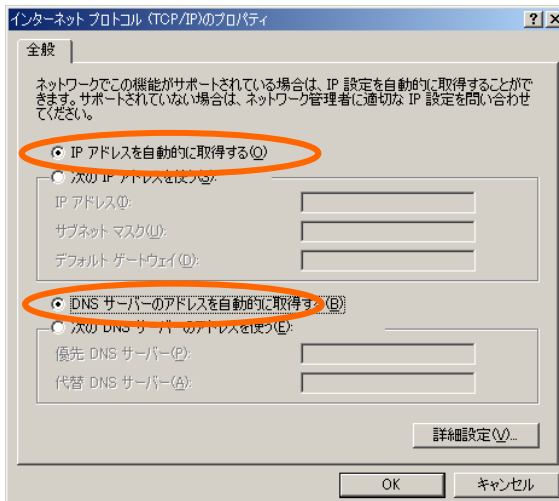 インターネット プロトコル (TCP/IP)のプロパティ
全般
ネットワークでこの機能がサポートされている場合は、IP 設定を自動的に取得することがで
きます。サポートされていない場合は、ネットワーク管理者に適切な IP 設定を問い合わせ
てください。
IP アドレスを自動的に取得する(O)
次の IP アドレスを使う(S):
IP アドレス(I):
サブネット マスク(U):
デフォルト ゲートウェイ(D):
DNS サーバーのアドレスを自動的に取得する(B)
次の DNS サーバーのアドレスを使う(E):
優先 DNS サーバー(P):
代替 DNS サーバー(A):
詳細設定(V)...
OK
キャンセル